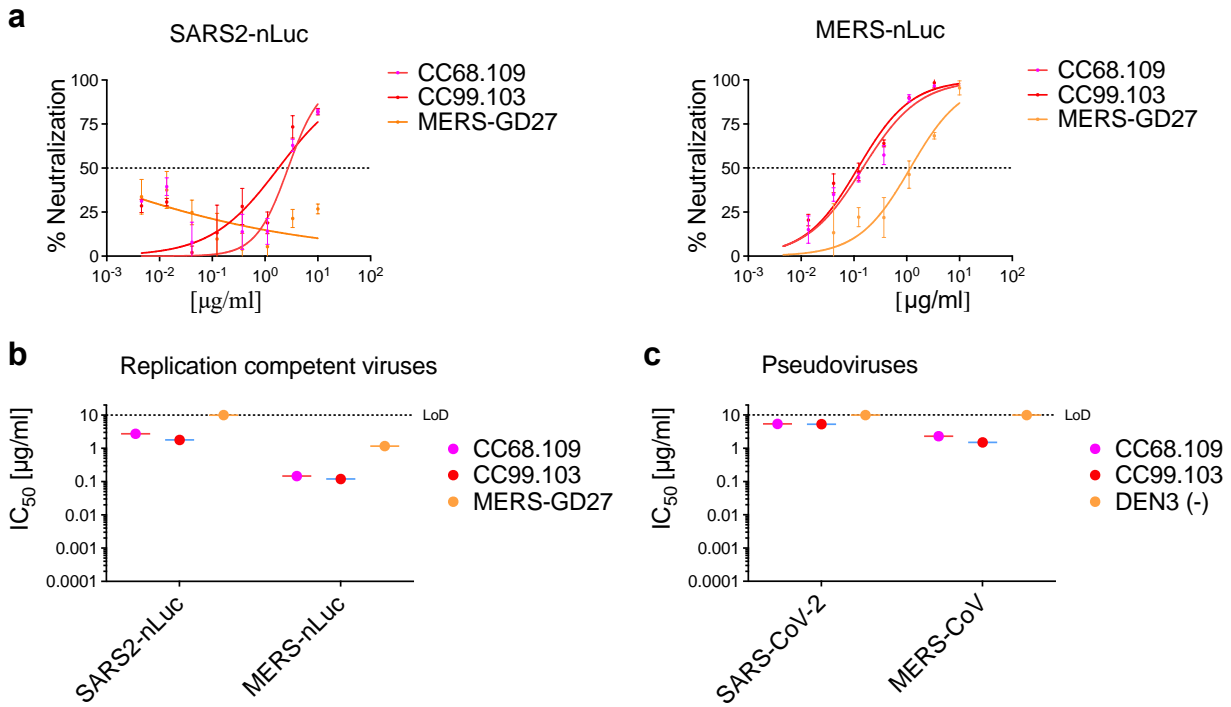 a
SARS2-nLuc
MERS-nLuc
% Neutralization
100
75
50
25
0
10-3
10-2
10-1
100
101
102
[µg/ml]
CC68.109
CC99.103
MERS-GD27
% Neutralization
100
75
50
25
0
10-3
10-2
10-1
100
101
102
[µg/ml]
CC68.109
CC99.103
MERS-GD27
b
Replication competent viruses
IC50 [µg/ml]
10
1
0.1
0.01
0.001
0.0001
LoD
CC68.109
CC99.103
MERS-GD27
SARS2-nLuc
MERS-nLuc
c
Pseudoviruses
IC50 [µg/ml]
10
1
0.1
0.01
0.001
0.0001
LoD
CC68.109
CC99.103
DEN3 (-)
SARS-CoV-2
MERS-CoV